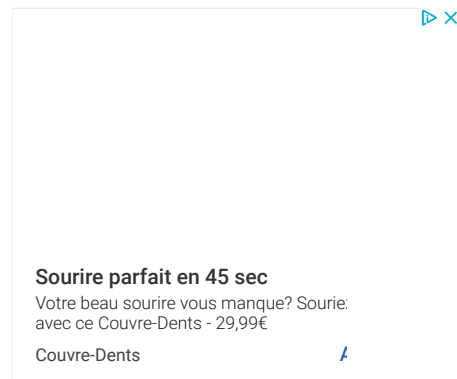 Sourire parfait en 45 sec
Votre beau sourire vous manque? Sourie
avec ce Couvre-Dents - 29,99€
Couvre-Dents